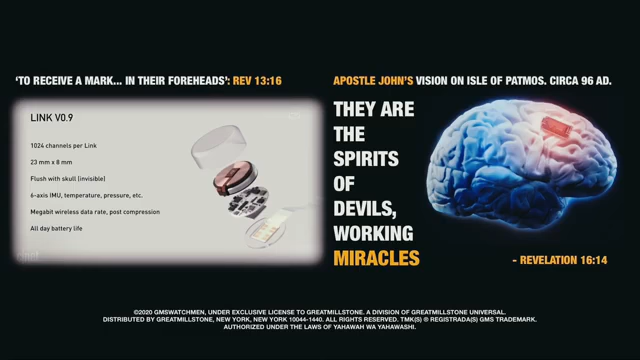 'TO RECEIVE A MARK... IN THEIR FOREHEADS': REV 13:16
APOSTLE JOHN'S VISION ON ISLE OF PATMOS. CIRCA 96 AD.
LINK V0.9
1024 channels per Link
23 mm x 8 mm
Flush with skull (invisible)
6-axis IMU, temperature, pressure, etc.
Megabit wireless data rate, post compression
All day battery life
THEY ARE
THE
SPIRITS
OF
DEVILS,
WORKING
MIRACLES
- REVELATION 16:14
©2020 GMSWATCHMEN, UNDER EXCLUSIVE LICENSE TO GREATMILLSTONE. A DIVISION OF GREATMILLSTONE UNIVERSAL.
DISTRIBUTED BY GREATMILLSTONE, NEW YORK, NEW YORK 10044-1440. ALL RIGHTS RESERVED. TMK(S) ® REGISTRADA(S) GMS TRADEMARK.
AUTHORIZED UNDER THE LAWS OF YAHAWAH WA YAHAWASHI.